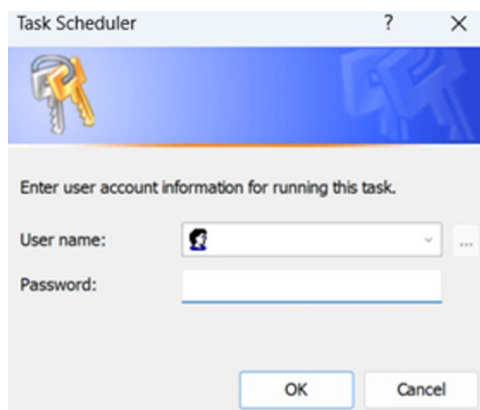 Task Scheduler ?
Enter user account information for running this task.
User name:
...
Password:
OK Cancel